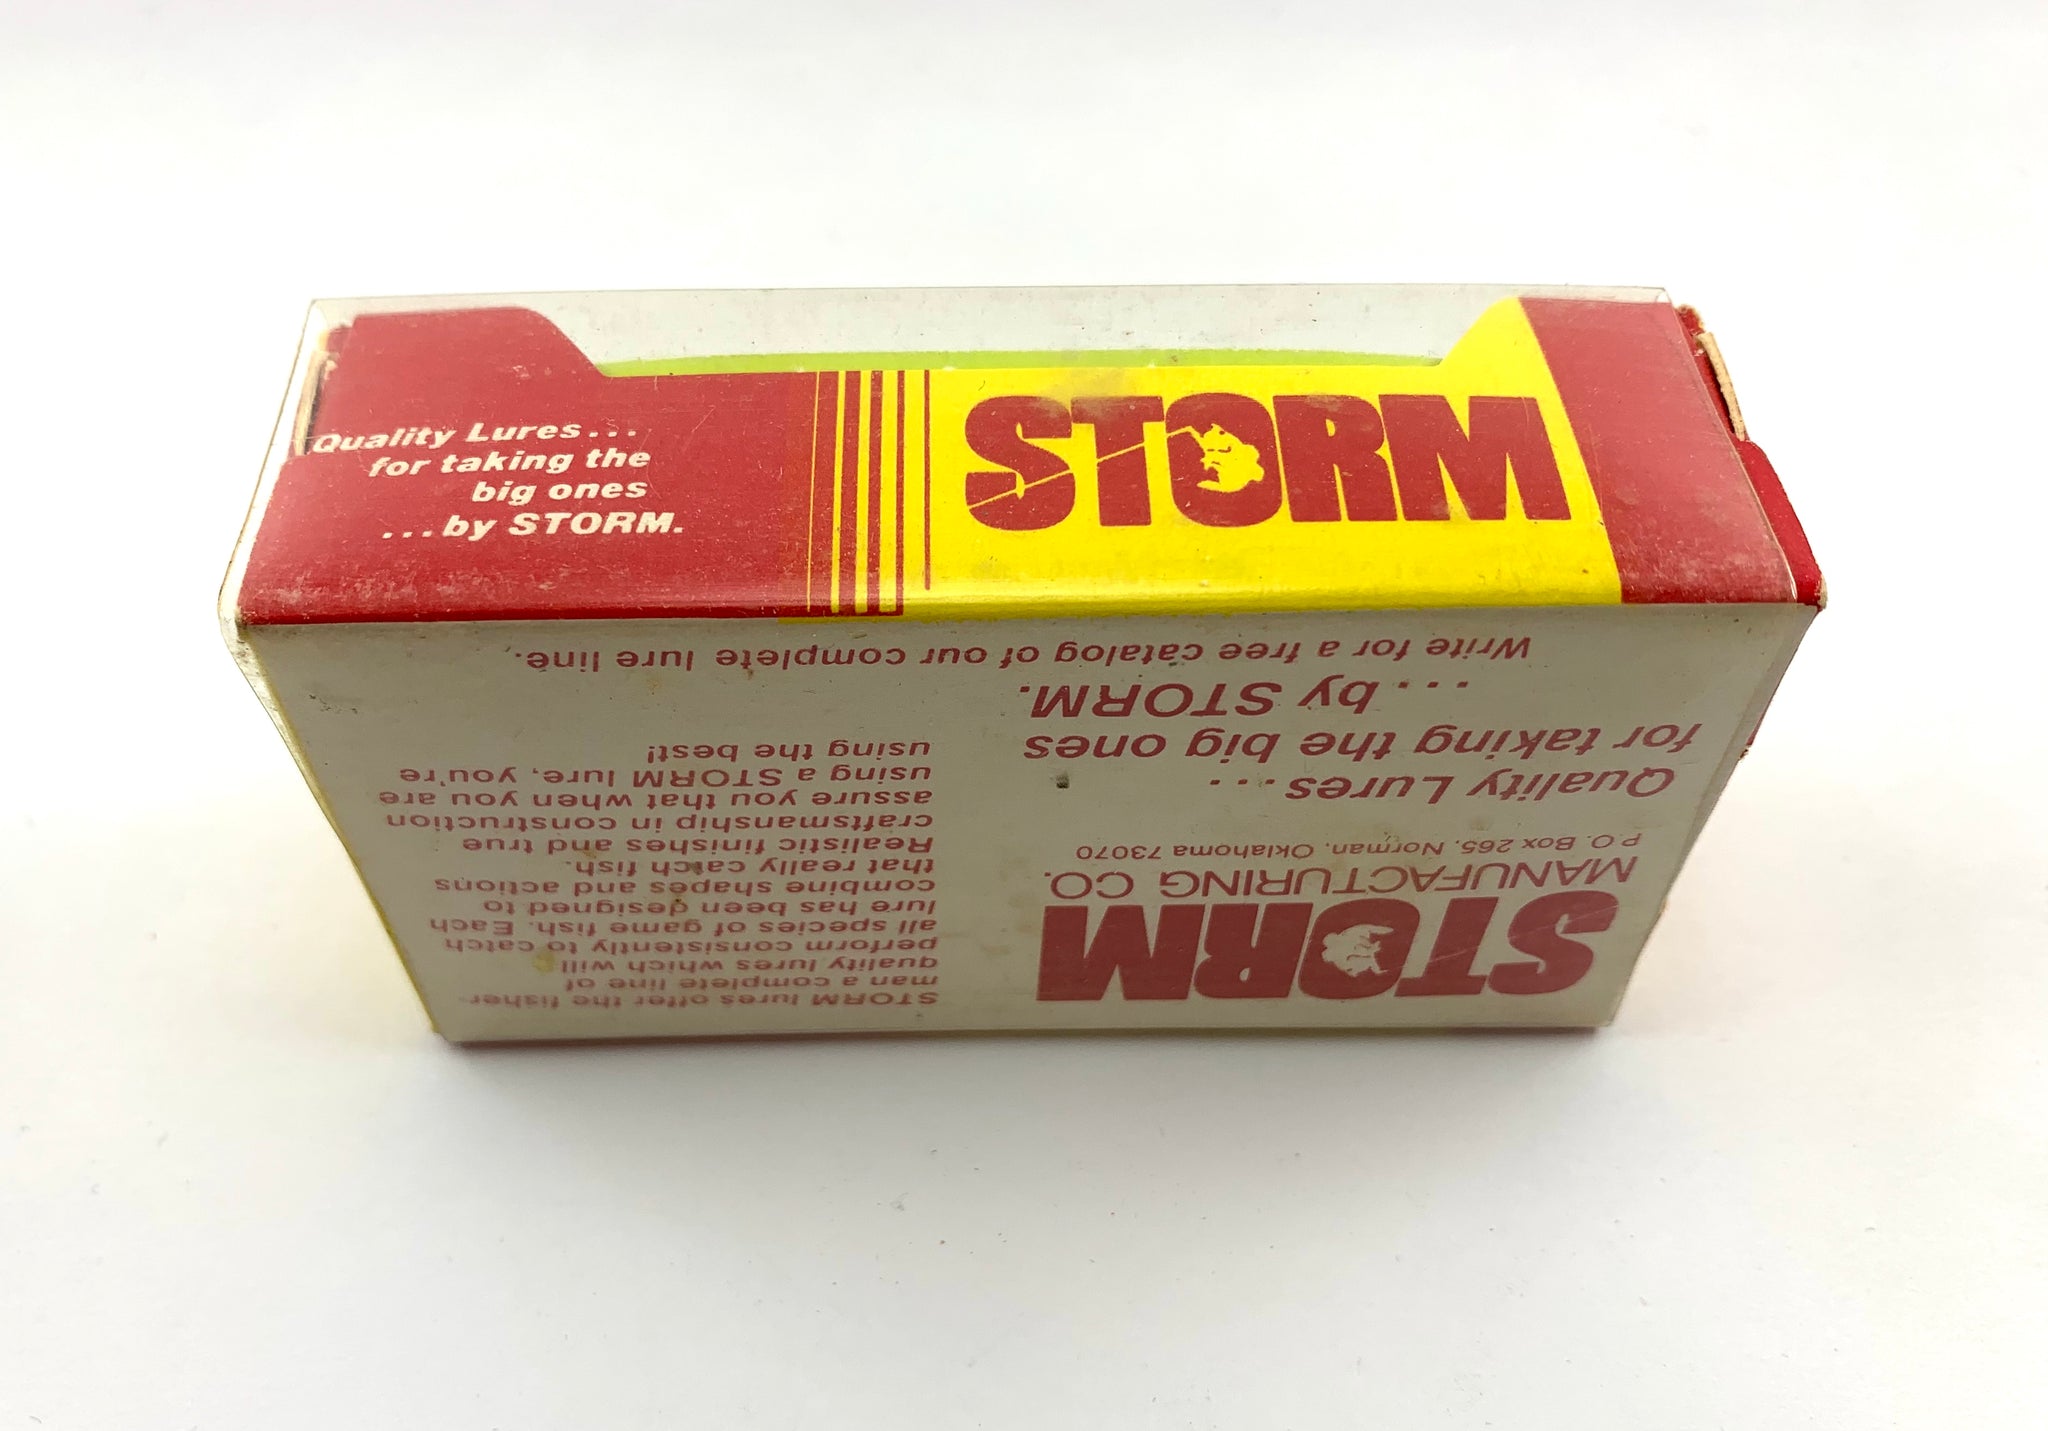 Quality Lures...
for taking the
big ones
...by STORM.
STORM
STORM
MANUFACTURING CO.
P.O. Box 265, Norman, Oklahoma 73070
Quality Lures...
for taking the big ones
...by STORM.
Write for a free catalog of our complete lure line.
STORM lures offer the fisher-
man a complete line of
quality lures which will
perform consistently to catch
all species of game fish. Each
lure has been designed to
combine shapes and actions
that really catch fish.
Realistic finishes and true
craftsmanship in construction
assure you that when you are
using a STORM lure, you're
using the best!